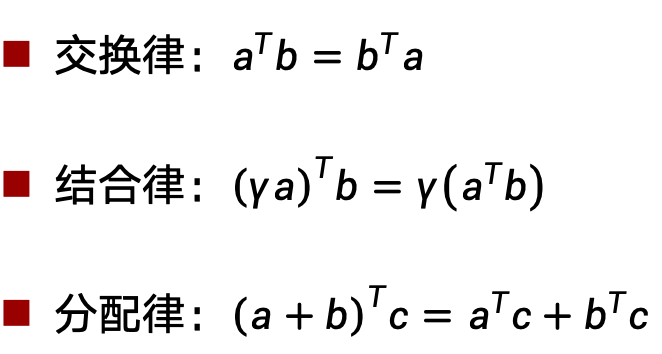 交换律：aᵀb = bᵀa
结合律：(γa)ᵀb = γ(aᵀb)
分配律：(a + b)ᵀc = aᵀc + bᵀc